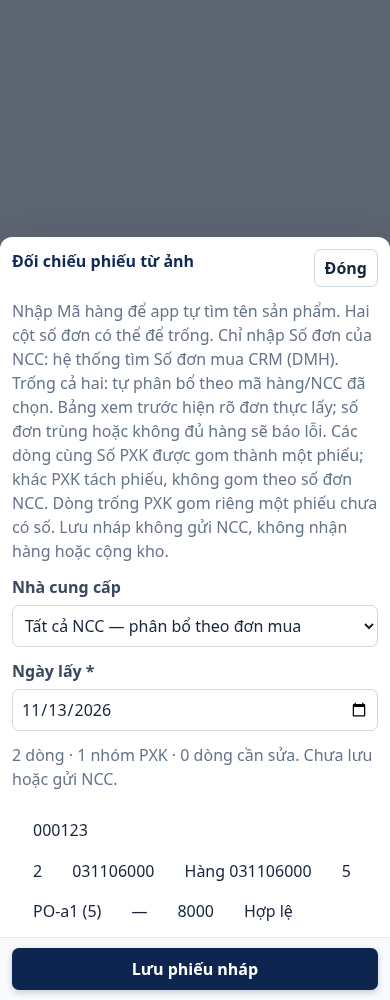 Đối chiếu phiếu từ ảnh
Đóng
Nhập Mã hàng để app tự tìm tên sản phẩm. Hai
cột số đơn có thể để trống. Chỉ nhập Số đơn của
NCC: hệ thống tìm Số đơn mua CRM (DMH).
Trống cả hai: tự phân bổ theo mã hàng/NCC đã
chọn. Bảng xem trước hiện rõ đơn thực lấy; số
đơn trùng hoặc không đủ hàng sẽ báo lỗi. Các
dòng cùng Số PXK được gom thành một phiếu;
khác PXK tách phiếu, không gom theo số đơn
NCC. Dòng trống PXK gom riêng một phiếu chưa
có số. Lưu nháp không gửi NCC, không nhận
hàng hoặc cộng kho.
Nhà cung cấp
Tất cả NCC — phân bổ theo đơn mua
Ngày lấy *
11/13/2026
2 dòng · 1 nhóm PXK · 0 dòng cần sửa. Chưa lưu
hoặc gửi NCC.
000123
2 031106000 Hàng 031106000 5
PO-a1 (5) — 8000 Hợp lệ
Lưu phiếu nháp